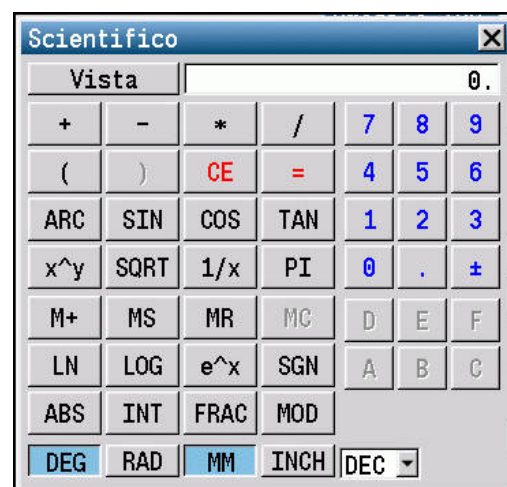 Scientifico
Vista 0.
+ - * / 7 8 9
( ) CE = 4 5 6
ARC SIN COS TAN 1 2 3
x^y SQRT 1/x PI 0 . ±
M+ MS MR MC D E F
LN LOG e^x SGN A B C
ABS INT FRAC MOD
DEG RAD MM INCH DEC